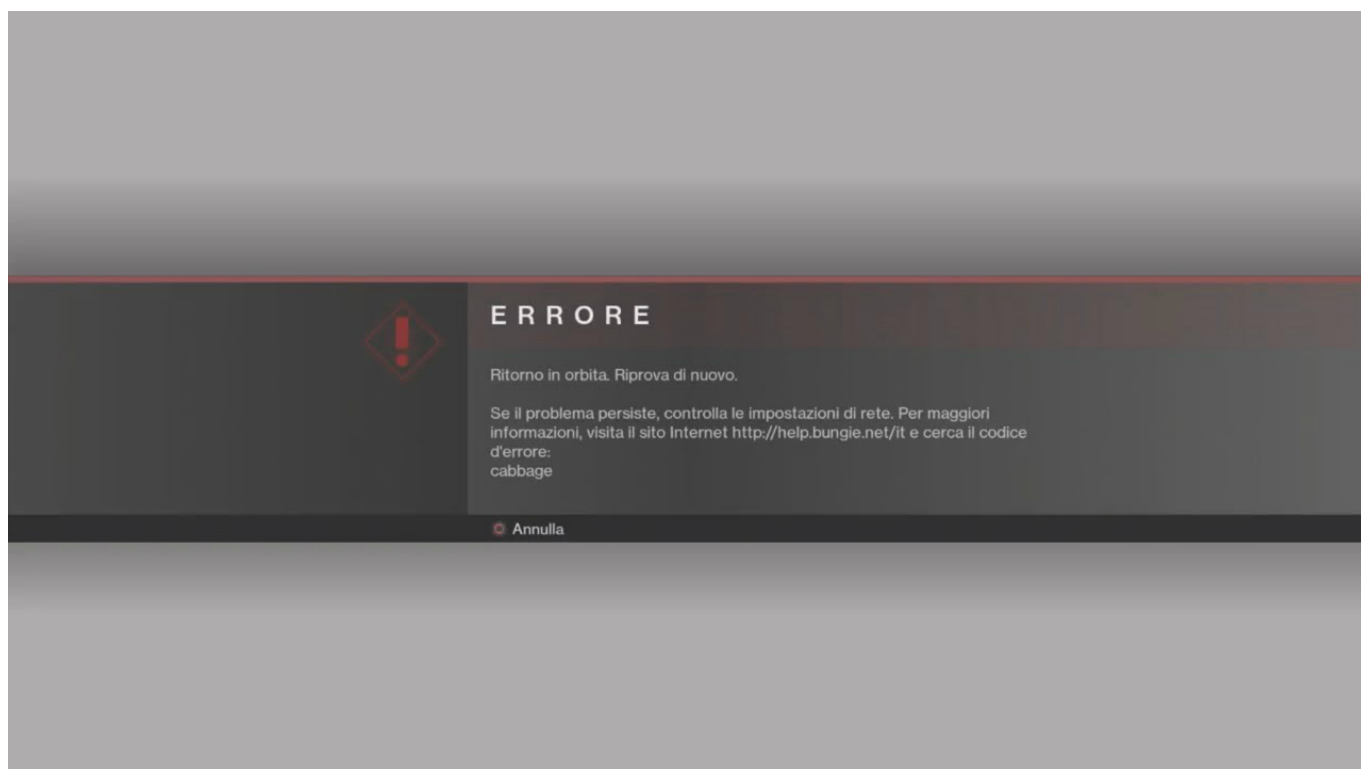 ERRORE
Ritorno in orbita. Riprova di nuovo.
Se il problema persiste, controlla le impostazioni di rete. Per maggiori
informazioni, visita il sito Internet http://help.bungie.net/it e cerca il codice
d'errore:
cabbage
Annulla